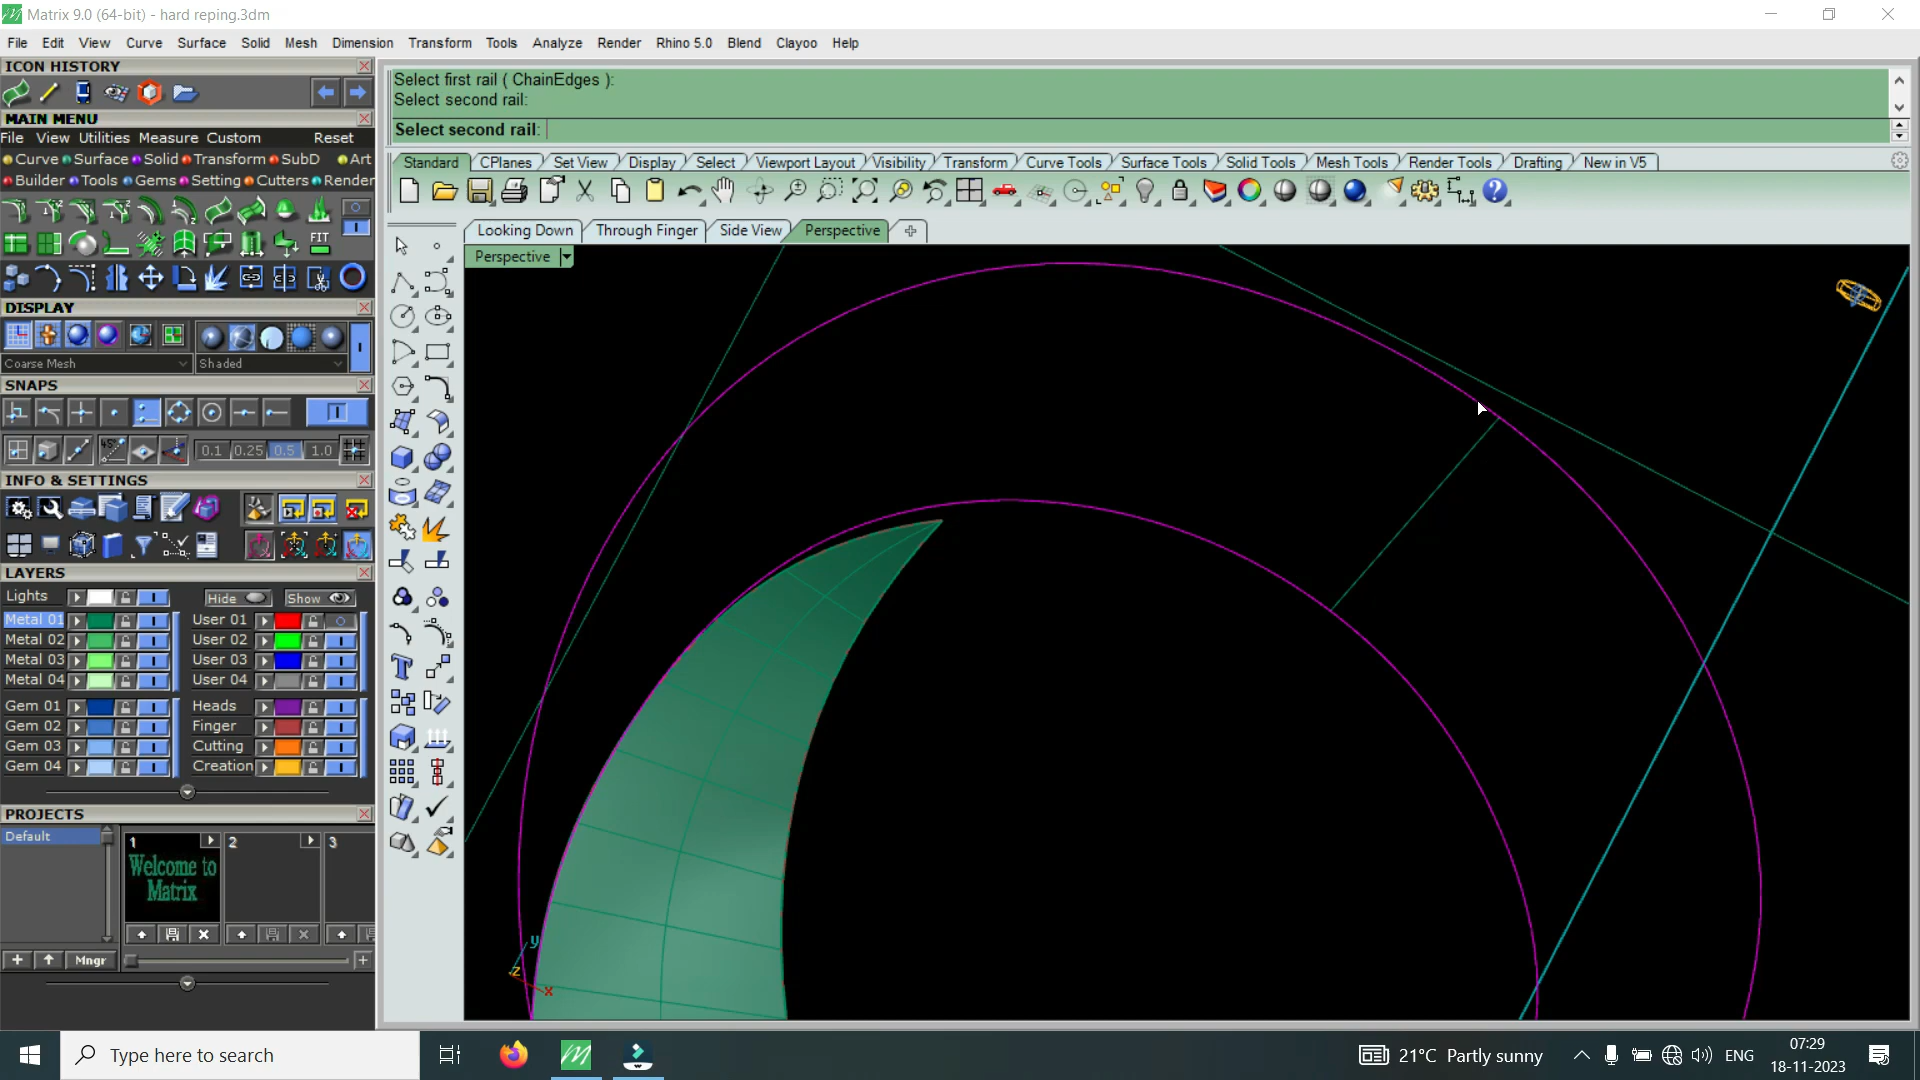 Matrix 9.0 (64-bit) - hard reping.3dm
File Edit View Curve Surface Solid Mesh Dimension Transform Tools Analyze Render Rhino 5.0 Blend Clayoo Help
ICON HISTORY
MAIN MENU
File View Utilities Measure Custom Reset
Curve Surface Solid Transform SubD Art
Builder Tools Gems Setting Cutters Render
FIT
DISPLAY
Coarse Mesh Shaded
SNAPS
0.1 0.25 0.5 1.0
INFO & SETTINGS
LAYERS
Lights Hide Show
Metal 01 User 01
Metal 02 User 02
Metal 03 User 03
Metal 04 User 04
Gem 01 Heads
Gem 02 Finger
Gem 03 Cutting
Gem 04 Creation
PROJECTS
Default
1 2 3
Welcome to
Matrix
Mngr
Select first rail ( ChainEdges ):
Select second rail:
Select second rail:
Standard CPlanes Set View Display Select Viewport Layout Visibility Transform Curve Tools Surface Tools Solid Tools Mesh Tools Render Tools Drafting New in V5
Looking Down Through Finger Side View Perspective
Perspective
y
z
x
Type here to search
21°C Partly sunny
ENG
07:29
18-11-2023